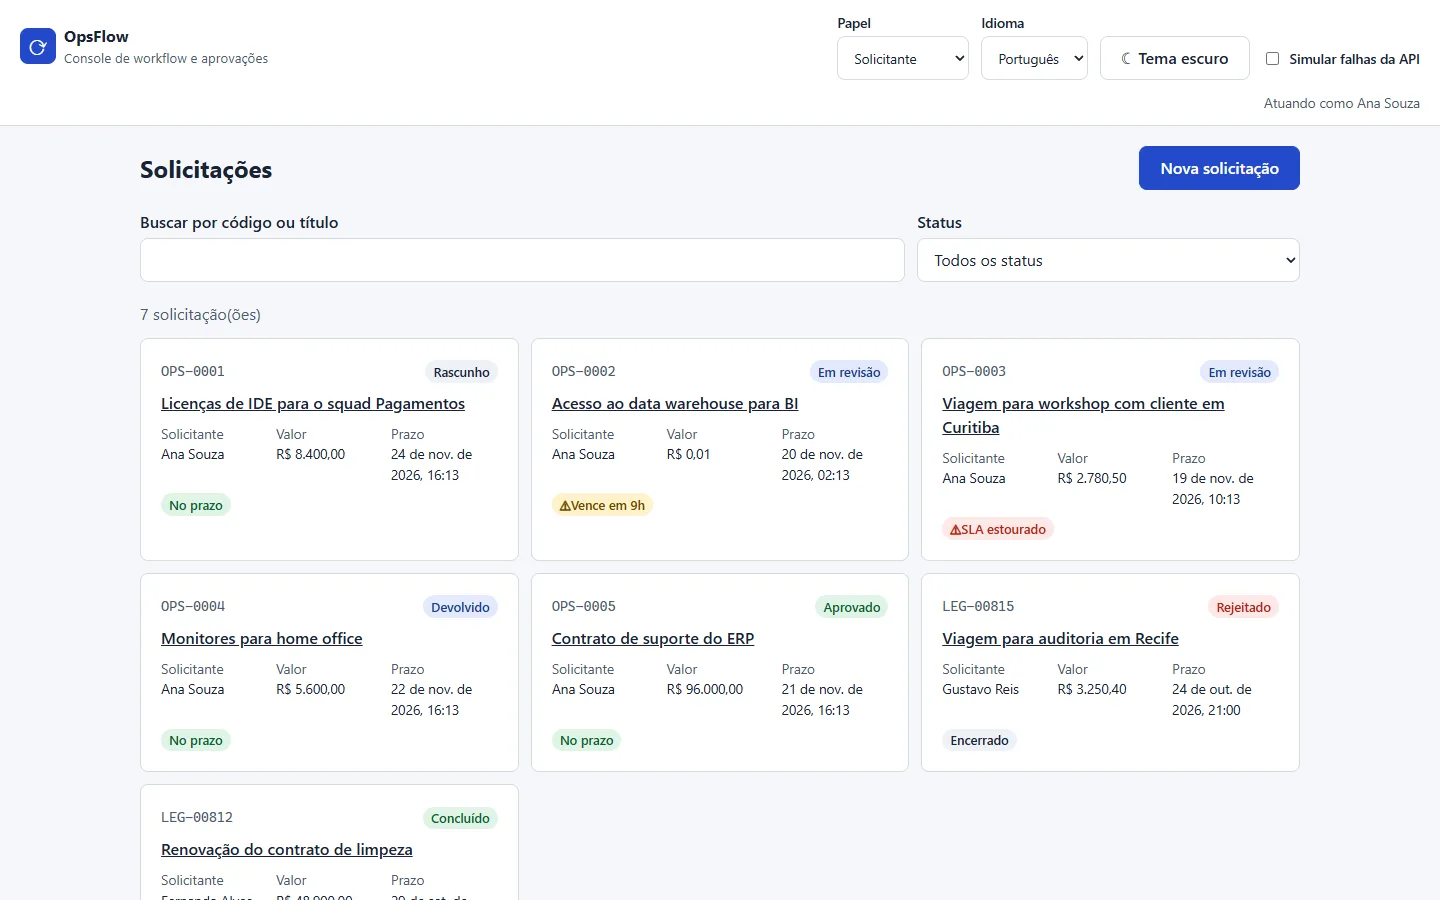 OpsFlow
Console de workflow e aprovações
Papel
Solicitante
Idioma
Português
☾ Tema escuro
Simular falhas da API
Atuando como Ana Souza
Solicitações
Nova solicitação
Buscar por código ou título
Status
Todos os status
7 solicitação(ões)
OPS-0001
Rascunho
Licenças de IDE para o squad Pagamentos
Solicitante Valor Prazo
Ana Souza R$ 8.400,00 24 de nov. de
2026, 16:13
No prazo
OPS-0002
Em revisão
Acesso ao data warehouse para BI
Solicitante Valor Prazo
Ana Souza R$ 0,01 20 de nov. de
2026, 02:13
⚠Vence em 9h
OPS-0003
Em revisão
Viagem para workshop com cliente em
Curitiba
Solicitante Valor Prazo
Ana Souza R$ 2.780,50 19 de nov. de
2026, 10:13
⚠SLA estourado
OPS-0004
Devolvido
Monitores para home office
Solicitante Valor Prazo
Ana Souza R$ 5.600,00 22 de nov. de
2026, 16:13
No prazo
OPS-0005
Aprovado
Contrato de suporte do ERP
Solicitante Valor Prazo
Ana Souza R$ 96.000,00 21 de nov. de
2026, 16:13
No prazo
LEG-00815
Rejeitado
Viagem para auditoria em Recife
Solicitante Valor Prazo
Gustavo Reis R$ 3.250,40 24 de out. de
2026, 21:00
Encerrado
LEG-00812
Concluído
Renovação do contrato de limpeza
Solicitante Valor Prazo